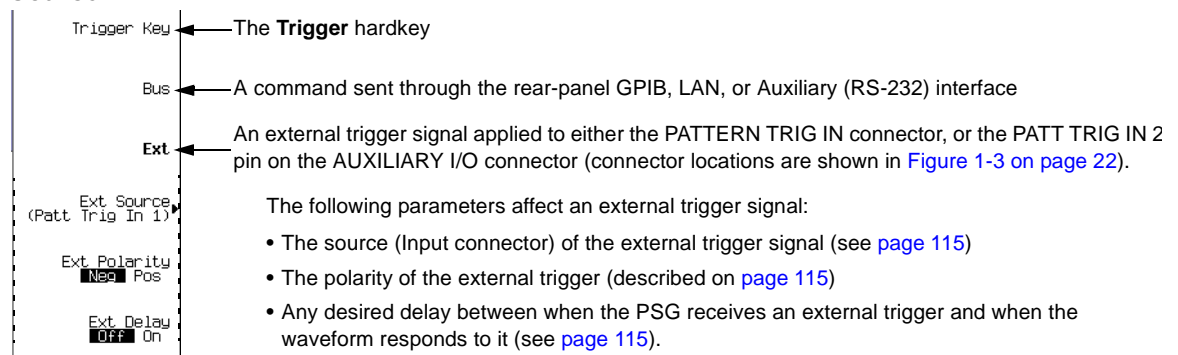 Trigger Key
The Trigger hardkey
Bus
A command sent through the rear-panel GPIB, LAN, or Auxiliary (RS-232) interface
Ext
An external trigger signal applied to either the PATTERN TRIG IN connector, or the PATT TRIG IN 2
pin on the AUXILIARY I/O connector (connector locations are shown in Figure 1-3 on page 22).
Ext Source
(Patt Trig In 1)
The following parameters affect an external trigger signal:
• The source (Input connector) of the external trigger signal (see page 115)
Ext Polarity
Neg Pos
• The polarity of the external trigger (described on page 115)
Ext Delay
Off On
• Any desired delay between when the PSG receives an external trigger and when the
waveform responds to it (see page 115).